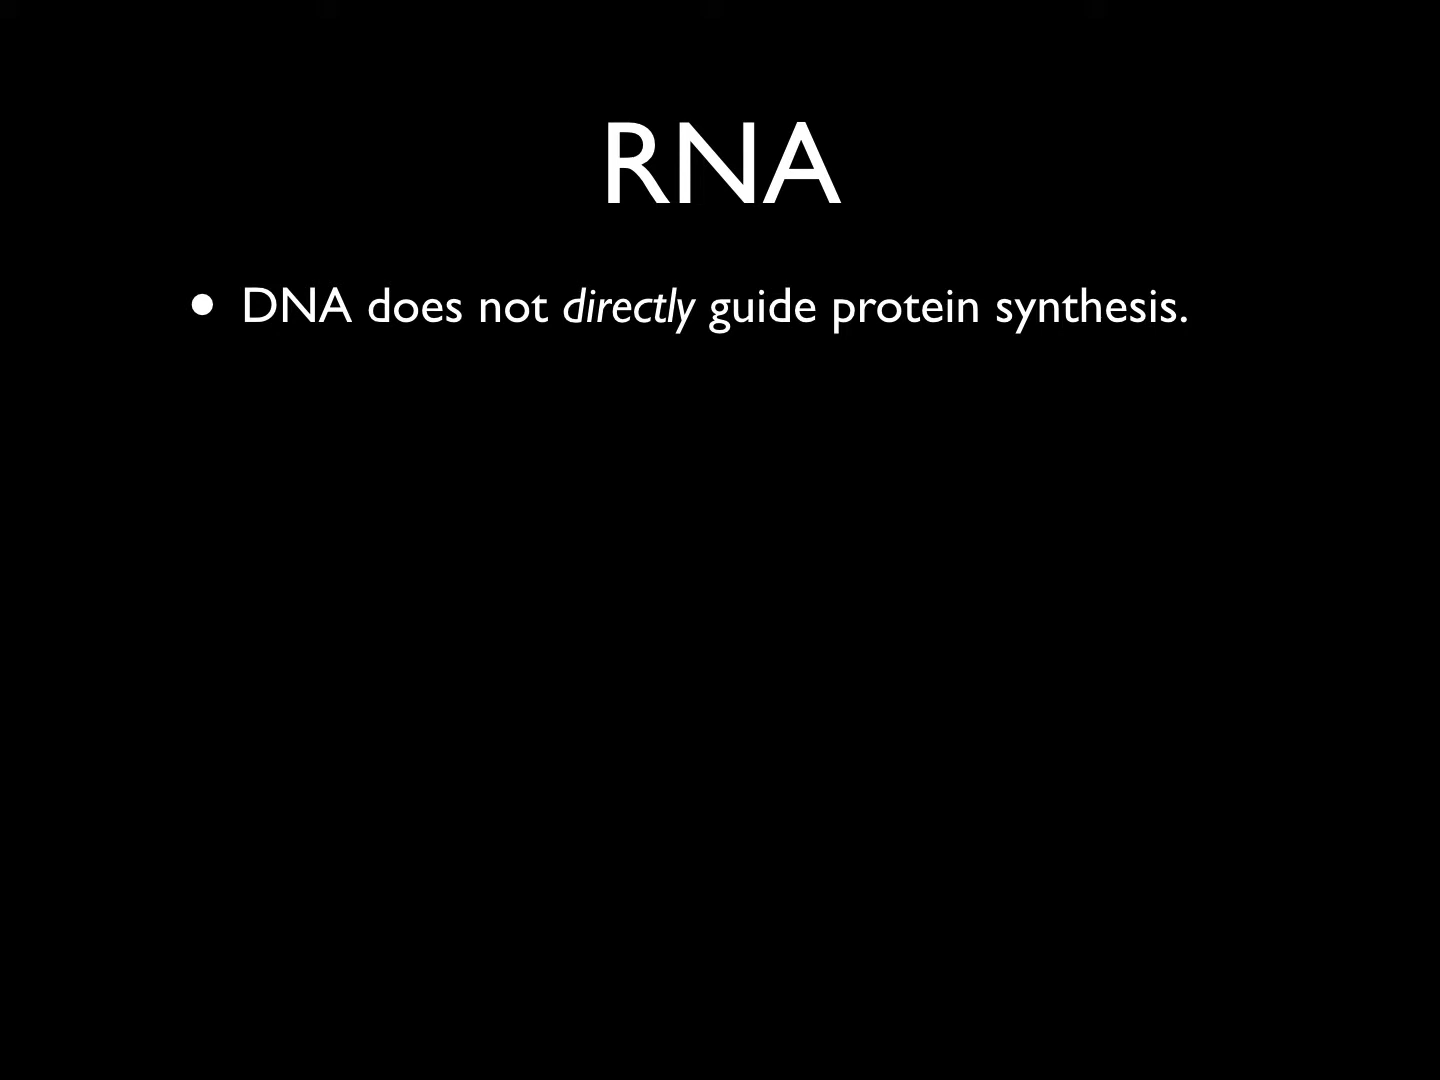 RNA
• DNA does not directly guide protein synthesis.